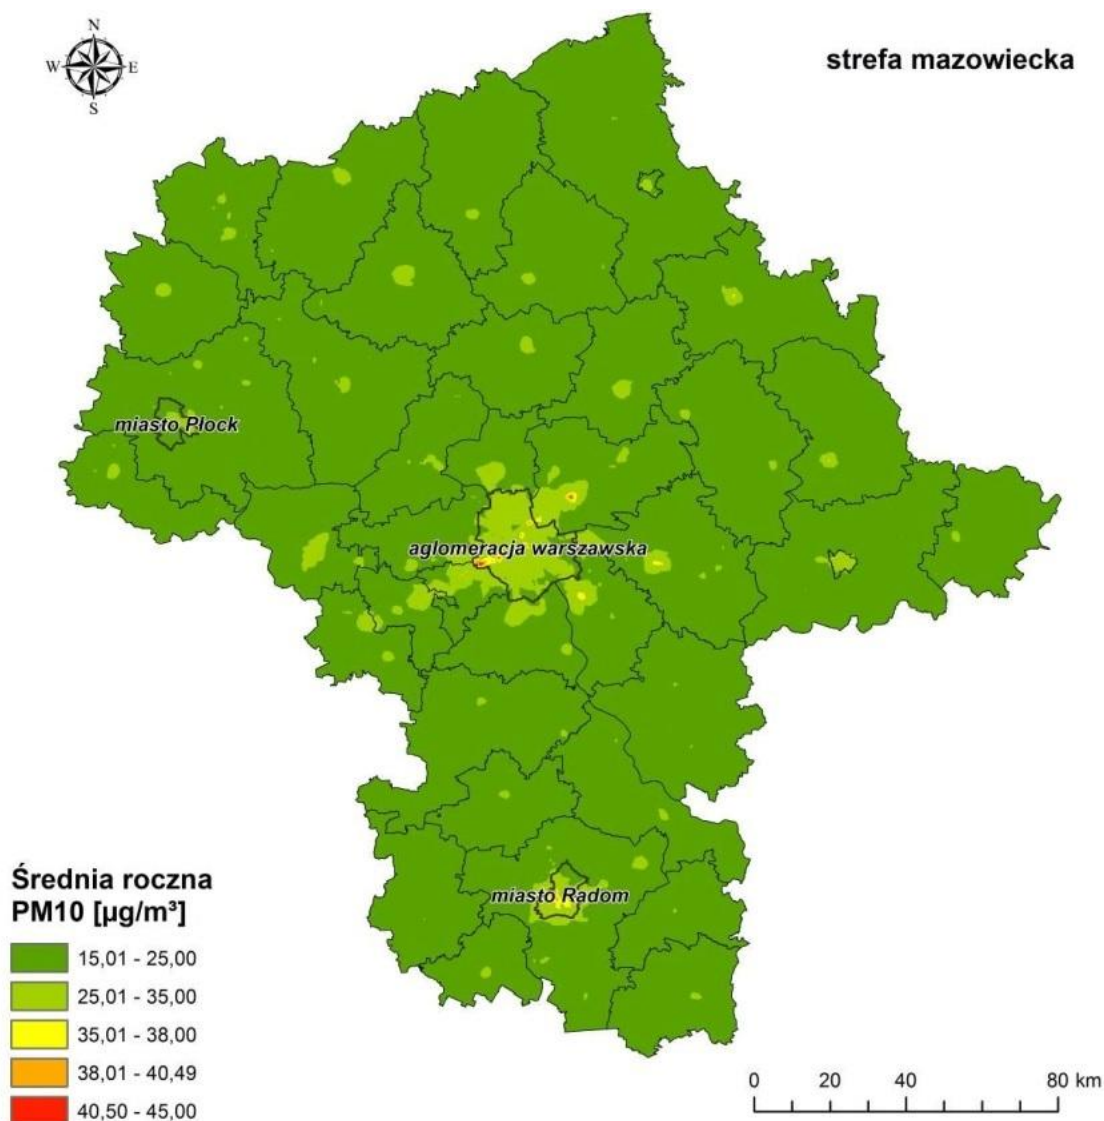 N
W E
S
strefa mazowiecka
miasto Płock
aglomeracja warszawska
miasto Radom
Średnia roczna
PM10 [µg/m³]
15,01 - 25,00
25,01 - 35,00
35,01 - 38,00
38,01 - 40,49
40,50 - 45,00
0 20 40 80 km